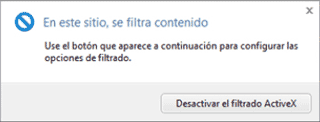 En este sitio, se filtra contenido
Use el botón que aparece a continuación para configurar las
opciones de filtrado.
Desactivar el filtrado ActiveX